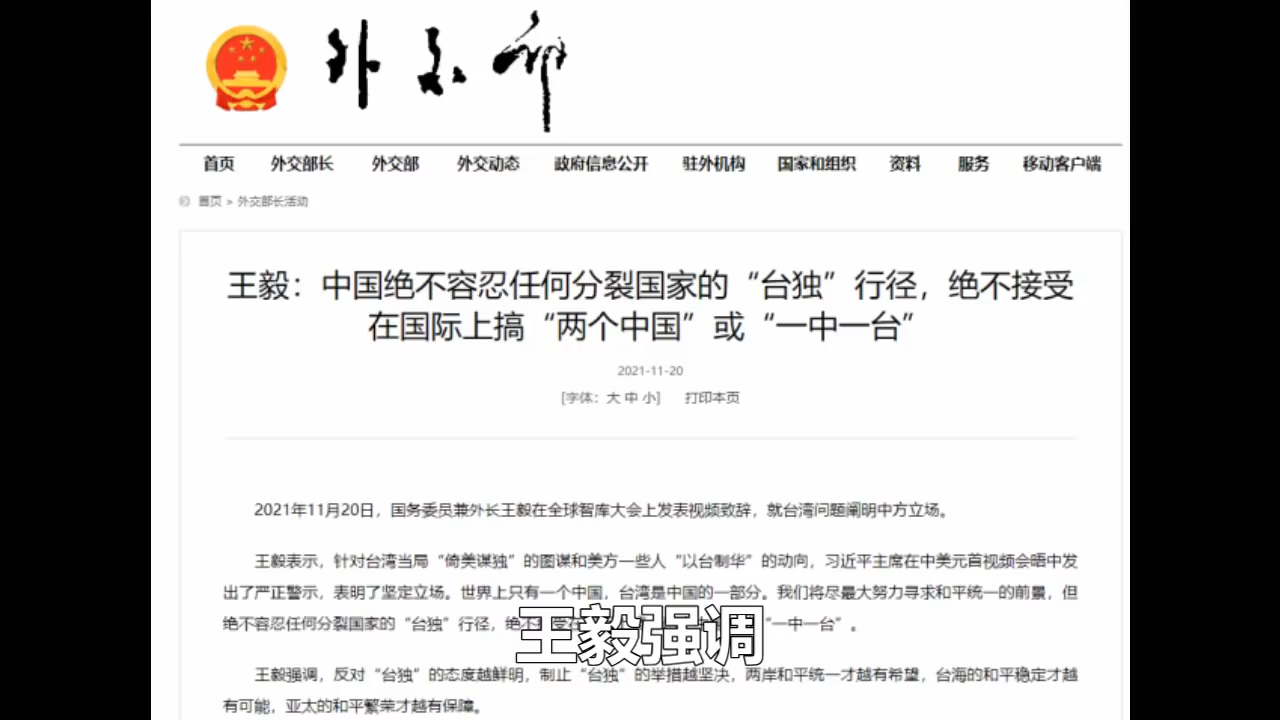 外交部
首页 外交部长 外交部 外交动态 政府信息公开 驻外机构 国家和组织 资料 服务 移动客户端
首页 > 外交部长活动
王毅：中国绝不容忍任何分裂国家的“台独”行径，绝不接受
在国际上搞“两个中国”或“一中一台”
2021-11-20
[字体：大 中 小] 打印本页
2021年11月20日，国务委员兼外长王毅在全球智库大会上发表视频致辞，就台湾问题阐明中方立场。
王毅表示，针对台湾当局“倚美谋独”的图谋和美方一些人“以台制华”的动向，习近平主席在中美元首视频会晤中发
出了严正警示，表明了坚定立场。世界上只有一个中国，台湾是中国的一部分。我们将尽最大努力寻求和平统一的前景，但
绝不容忍任何分裂国家的“台独”行径，绝不 受在 “一中一台”。
王毅强调
王毅强调，反对“台独”的态度越鲜明，制止“台独”的举措越坚决，两岸和平统一才越有希望，台海的和平稳定才越
有可能，亚太的和平繁荣才越有保障。